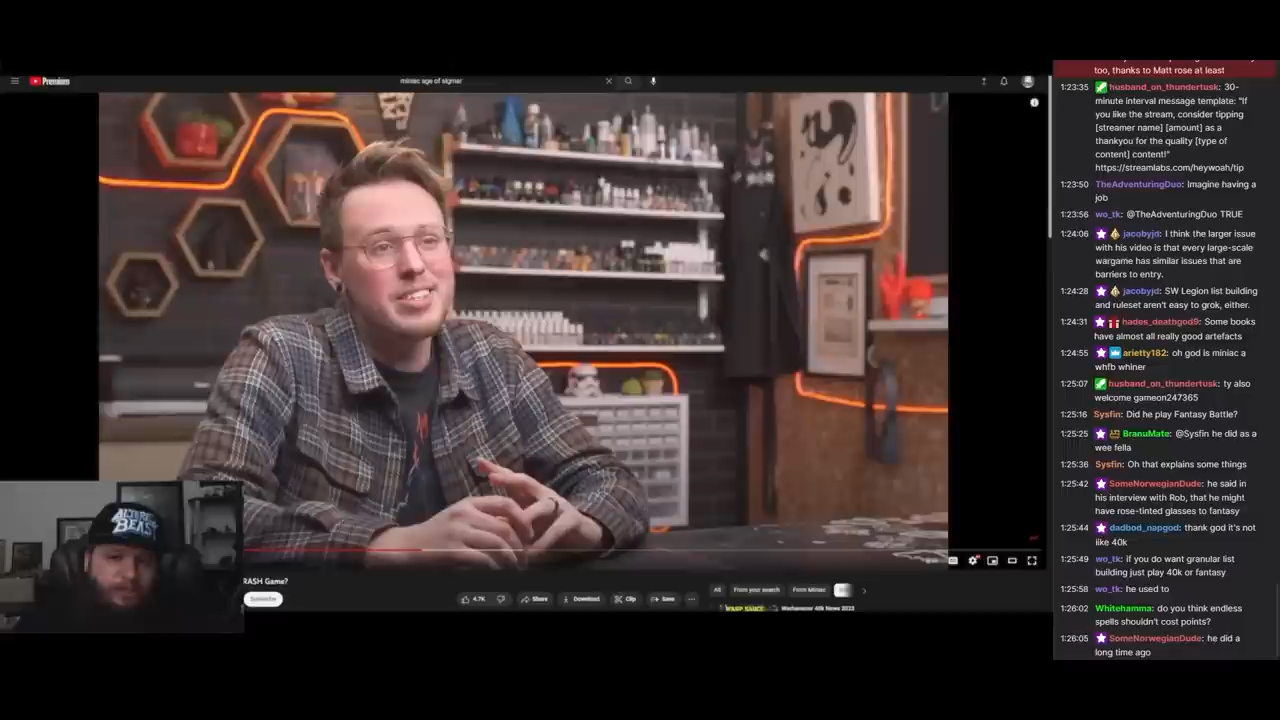 Premium
miniac age of sigmar
ALTERED
BEAST
RASH Game?
Subscribe
4.7K
Share
Download
Clip
Save
All
From your search
From Miniac
Warhammer 40k News 2023
too, thanks to Matt rose at least
1:23:35 husband_on_thundertusk: 30-
minute interval message template: "If
you like the stream, consider tipping
[streamer name] [amount] as a
thankyou for the quality [type of
content] content!"
https://streamlabs.com/heywoah/tip
1:23:50 TheAdventuringDuo: Imagine having a
job
1:23:56 wo_tk: @TheAdventuringDuo TRUE
1:24:06 jacobyjd: I think the larger issue
with his video is that every large-scale
wargame has similar issues that are
barriers to entry.
1:24:28 jacobyjd: SW Legion list building
and ruleset aren't easy to grok, either.
1:24:31 hades_deathgod9: Some books
have almost all really good artefacts
1:24:55 arietty182: oh god is miniac a
whfb whiner
1:25:07 husband_on_thundertusk: ty also
welcome gameon247365
1:25:16 Sysfin: Did he play Fantasy Battle?
1:25:25 BranuMate: @Sysfin he did as a
wee fella
1:25:36 Sysfin: Oh that explains some things
1:25:42 SomeNorwegianDude: he said in
his interview with Rob, that he might
have rose-tinted glasses to fantasy
1:25:44 dadbod_napgod: thank god it's not
like 40k
1:25:49 wo_tk: if you do want granular list
building just play 40k or fantasy
1:25:58 wo_tk: he used to
1:26:02 Whitehamma: do you think endless
spells shouldn't cost points?
1:26:05 SomeNorwegianDude: he did a
long time ago